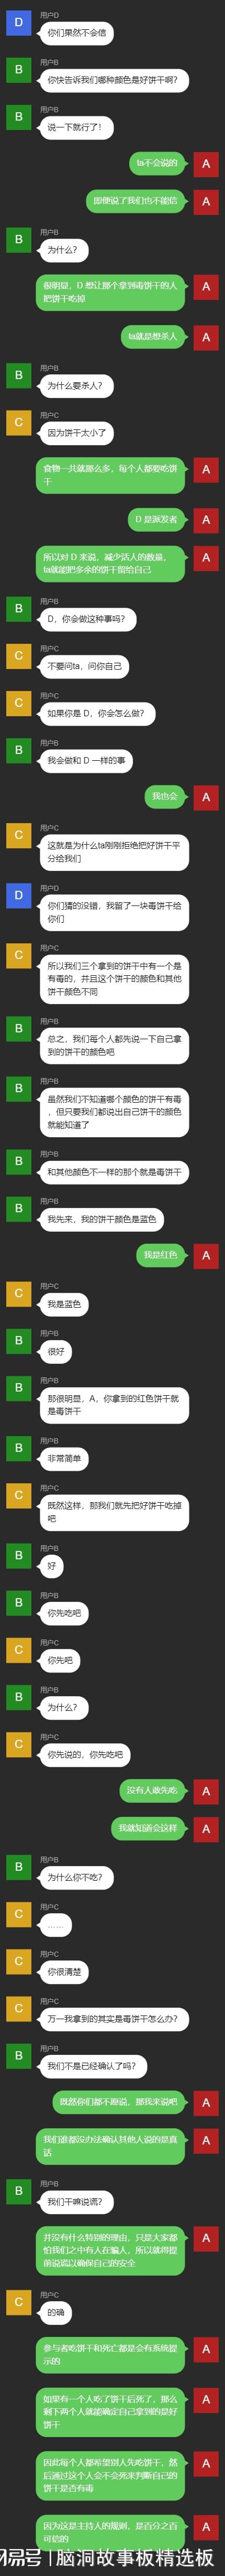 D
用户D
你们果然不会信
B
用户B
你快告诉我们哪种颜色是好饼干啊?
B
用户B
说一下就行了!
ta不会说的
A
即便说了我们也不能信
A
B
用户B
为什么?
很明显，D 想让那个拿到毒饼干的人
把饼干吃掉
A
ta就是想杀人
A
B
用户B
为什么要杀人?
C
用户C
因为饼干太小了
食物一共就那么多，每个人都要吃饼
干
A
D 是派发者
A
所以对 D 来说，减少活人的数量，
ta就能把多余的饼干留给自己
A
B
用户B
D，你会做这种事吗?
C
用户C
不要问ta，问你自己
C
用户C
如果你是 D，你会怎么做?
B
用户B
我会做和 D 一样的事
我也会
A
C
用户C
这就是为什么ta刚刚拒绝把好饼干平
分给我们
D
用户D
你们猜的没错，我留了一块毒饼干给
你们
C
用户C
所以我们三个拿到的饼干中有一个是
有毒的，并且这个饼干的颜色和其他
饼干颜色不同
B
用户B
总之，我们每个人都先说一下自己拿
到的饼干的颜色吧
B
用户B
虽然我们不知道哪个颜色的饼干有毒
，但只要我们都说出自己饼干的颜色
就能知道了
B
用户B
和其他颜色不一样的那个就是毒饼干
B
用户B
我先来，我的饼干颜色是蓝色
我是红色
A
C
用户C
我是蓝色
B
用户B
很好
B
用户B
那很明显，A，你拿到的红色饼干就
是毒饼干
B
用户B
非常简单
C
用户C
既然这样，那我们就先把好饼干吃掉
吧
B
用户B
好
B
用户B
你先吃吧
C
用户C
你先吧
B
用户B
为什么?
C
用户C
你先说的，你先吃吧
没有人敢先吃
A
我就知道会这样
A
B
用户B
为什么你不吃?
C
用户C
……
C
用户C
你很清楚
C
用户C
万一我拿到的其实是毒饼干怎么办?
B
用户B
我们不是已经确认了吗?
既然你们都不愿说，那我来说吧
A
我们谁都没办法确认其他人说的是真
话
A
B
用户B
我们干嘛说谎?
并没有什么特别的理由，只是大家都
怕我们之中有人在骗人，所以就得提
前说谎以确保自己的安全
A
C
用户C
的确
参与者吃饼干和死亡都是会有系统提
示的
A
如果有一个人吃了饼干后死了，那么
剩下两个人就能确定自己拿到的是好
饼干
A
因此每个人都希望别人先吃饼干，然
后通过这个人会不会死来判断自己的
饼干是否有毒
A
因为这是主持人的规则，是百分之百
可信的
A
易号 | 脑洞故事板精选板